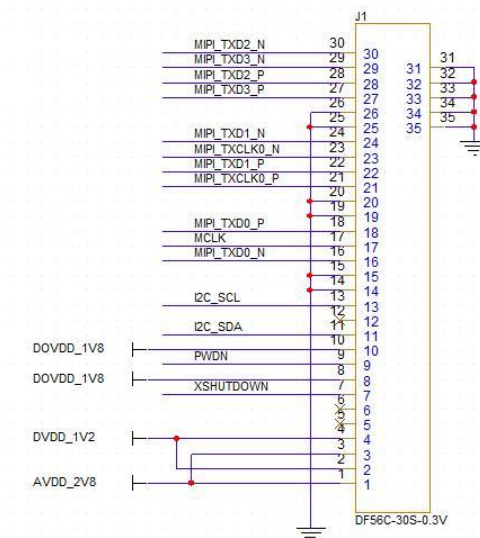 J1
MIPI_TXD2_N 30 30
MIPI_TXD3_N 29 29 31 31
MIPI_TXD2_P 28 28 32 32
MIPI_TXD3_P 27 27 33 33
26 26 34 34
25 25 35 35
MIPI_TXD1_N 24 24
MIPI_TXCLK0_N 23 23
MIPI_TXD1_P 22 22
MIPI_TXCLK0_P 21 21
20 20
19 19
MIPI_TXD0_P 18 18
MCLK 17 17
MIPI_TXD0_N 16 16
15 15
14 14
I2C_SCL 13 13
12 12
I2C_SDA 11 11
DOVDD_1V8 10 10
PWDN 9 9
DOVDD_1V8 8 8
XSHUTDOWN 7 7
6 6
5 5
DVDD_1V2 4 4
3 3
2 2
AVDD_2V8 1 1
DF56C-30S-0.3V